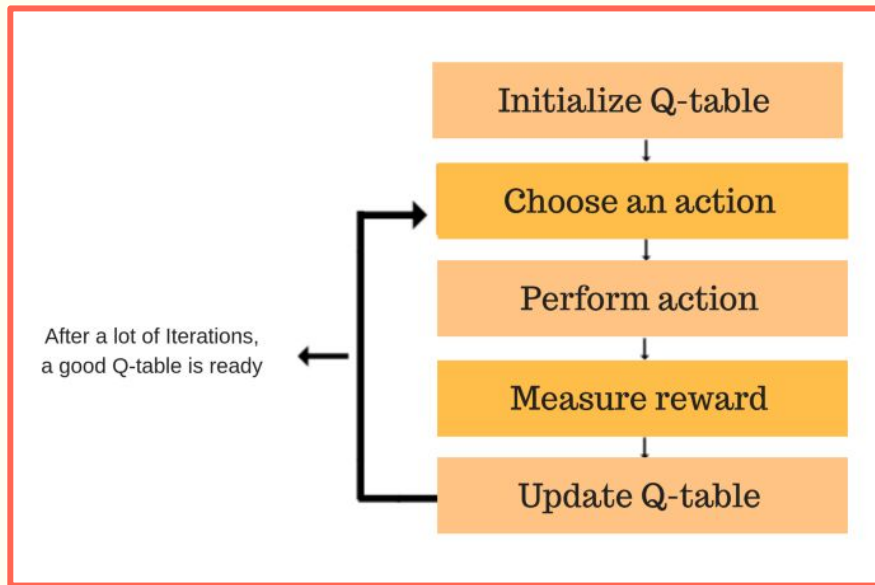 Initialize Q-table
Choose an action
Perform action
After a lot of Iterations,
a good Q-table is ready
Measure reward
Update Q-table